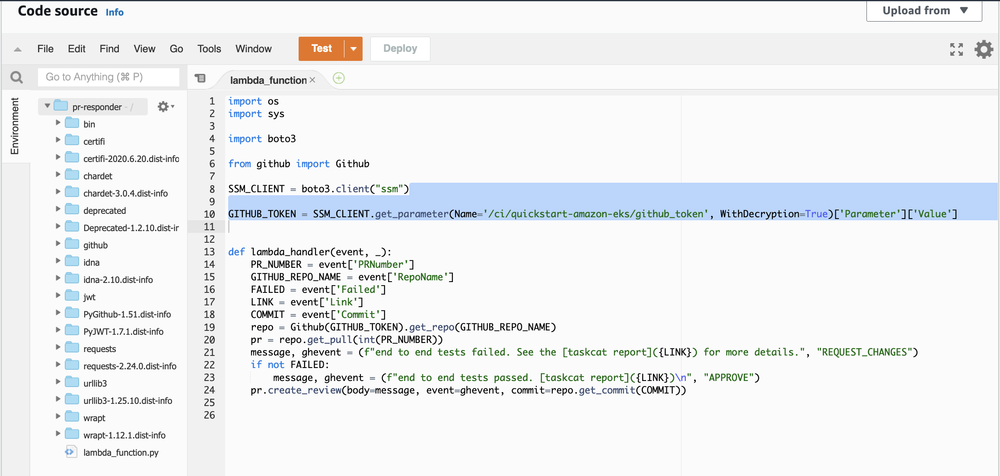 Code source Info
Upload from
File Edit Find View Go Tools Window Test Deploy
Go to Anything (⌘ P)
lambda_function
Environment
pr-responder - /
bin
certifi
certifi-2020.6.20.dist-info
chardet
chardet-3.0.4.dist-info
deprecated
Deprecated-1.2.10.dist-ir
github
idna
idna-2.10.dist-info
jwt
PyGithub-1.51.dist-info
PyJWT-1.7.1.dist-info
requests
requests-2.24.0.dist-info
urllib3
urllib3-1.25.10.dist-info
wrapt
wrapt-1.12.1.dist-info
lambda_function.py
1 import os
2 import sys
3
4 import boto3
5
6 from github import Github
7
8 SSM_CLIENT = boto3.client("ssm")
9
10 GITHUB_TOKEN = SSM_CLIENT.get_parameter(Name='/ci/quickstart-amazon-eks/github_token', WithDecryption=True)['Parameter']['Value']
11
12
13 def lambda_handler(event, _):
14     PR_NUMBER = event['PRNumber']
15     GITHUB_REPO_NAME = event['RepoName']
16     FAILED = event['Failed']
17     LINK = event['Link']
18     COMMIT = event['Commit']
19     repo = Github(GITHUB_TOKEN).get_repo(GITHUB_REPO_NAME)
20     pr = repo.get_pull(int(PR_NUMBER))
21     message, ghevent = (f"end to end tests failed. See the [taskcat report]({LINK}) for more details.", "REQUEST_CHANGES")
22     if not FAILED:
23         message, ghevent = (f"end to end tests passed. [taskcat report]({LINK})\n", "APPROVE")
24     pr.create_review(body=message, event=ghevent, commit=repo.get_commit(COMMIT))
25
26